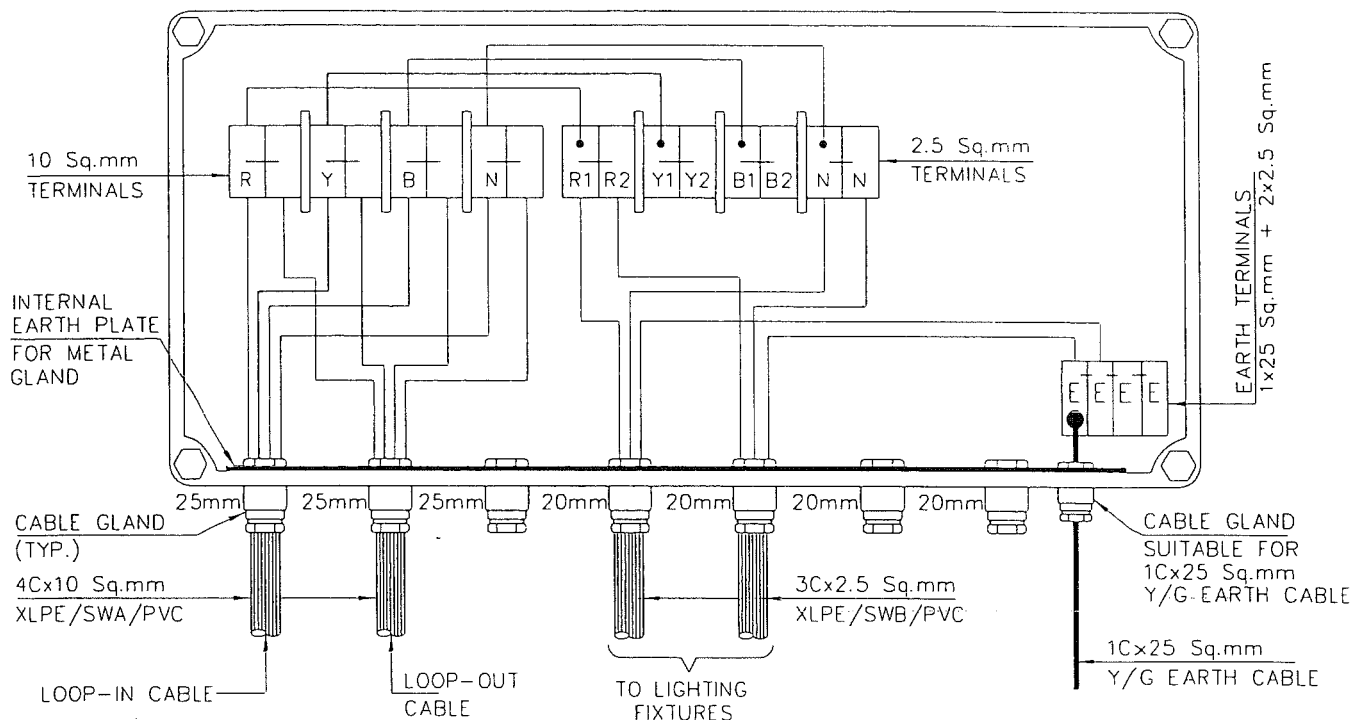 10 Sq.mm
TERMINALS
R
Y
B
N
R1
R2
Y1
Y2
B1
B2
N
N
2.5 Sq.mm
TERMINALS
EARTH TERMINALS
1x25 Sq.mm + 2x2.5 Sq.mm
INTERNAL
EARTH PLATE
FOR METAL
GLAND
E
E
E
E
25mm
25mm
25mm
20mm
20mm
20mm
20mm
CABLE GLAND
(TYP.)
CABLE GLAND
SUITABLE FOR
1Cx25 Sq.mm
Y/G EARTH CABLE
4Cx10 Sq.mm
XLPE/SWA/PVC
3Cx2.5 Sq.mm
XLPE/SWB/PVC
1Cx25 Sq.mm
Y/G EARTH CABLE
LOOP-IN CABLE
LOOP-OUT
CABLE
TO LIGHTING
FIXTURES